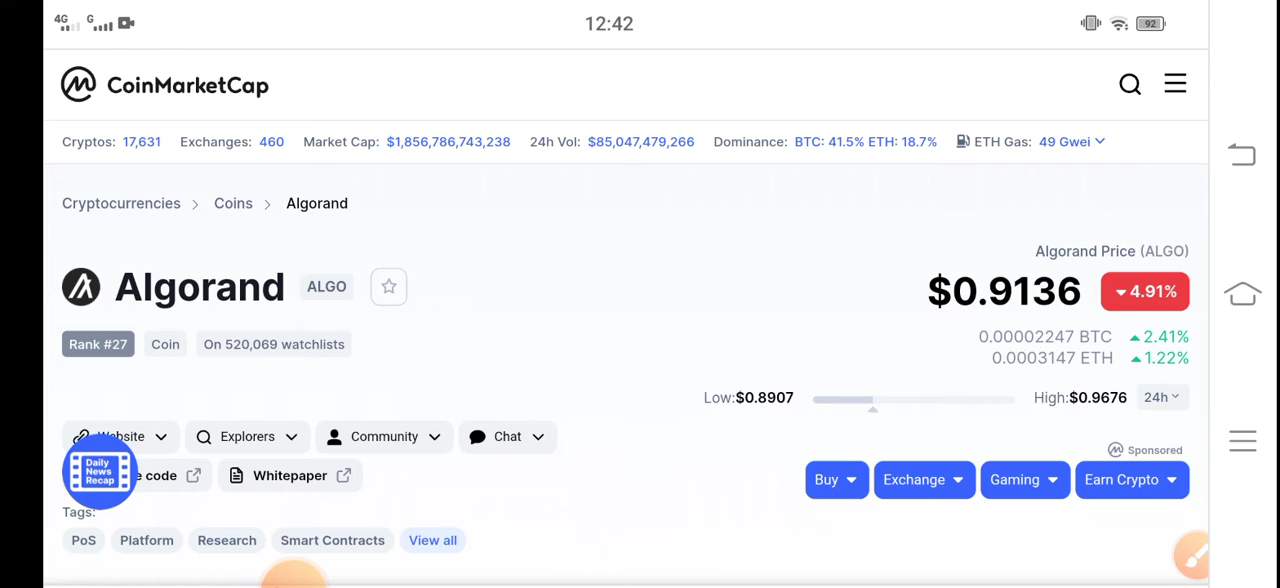 4G G 12:42 92
CoinMarketCap
Cryptos: 17,631 Exchanges: 460 Market Cap: $1,856,786,743,238 24h Vol: $85,047,479,266 Dominance: BTC: 41.5% ETH: 18.7% ETH Gas: 49 Gwei
Cryptocurrencies > Coins > Algorand
Algorand Price (ALGO)
Algorand ALGO $0.9136 4.91%
Rank #27 Coin On 520,069 watchlists 0.00002247 BTC 2.41%
0.0003147 ETH 1.22%
Low:$0.8907 High:$0.9676 24h
Website Explorers Community Chat
Sponsored
Daily
News
Recap
code Whitepaper Buy Exchange Gaming Earn Crypto
Tags:
PoS Platform Research Smart Contracts View all